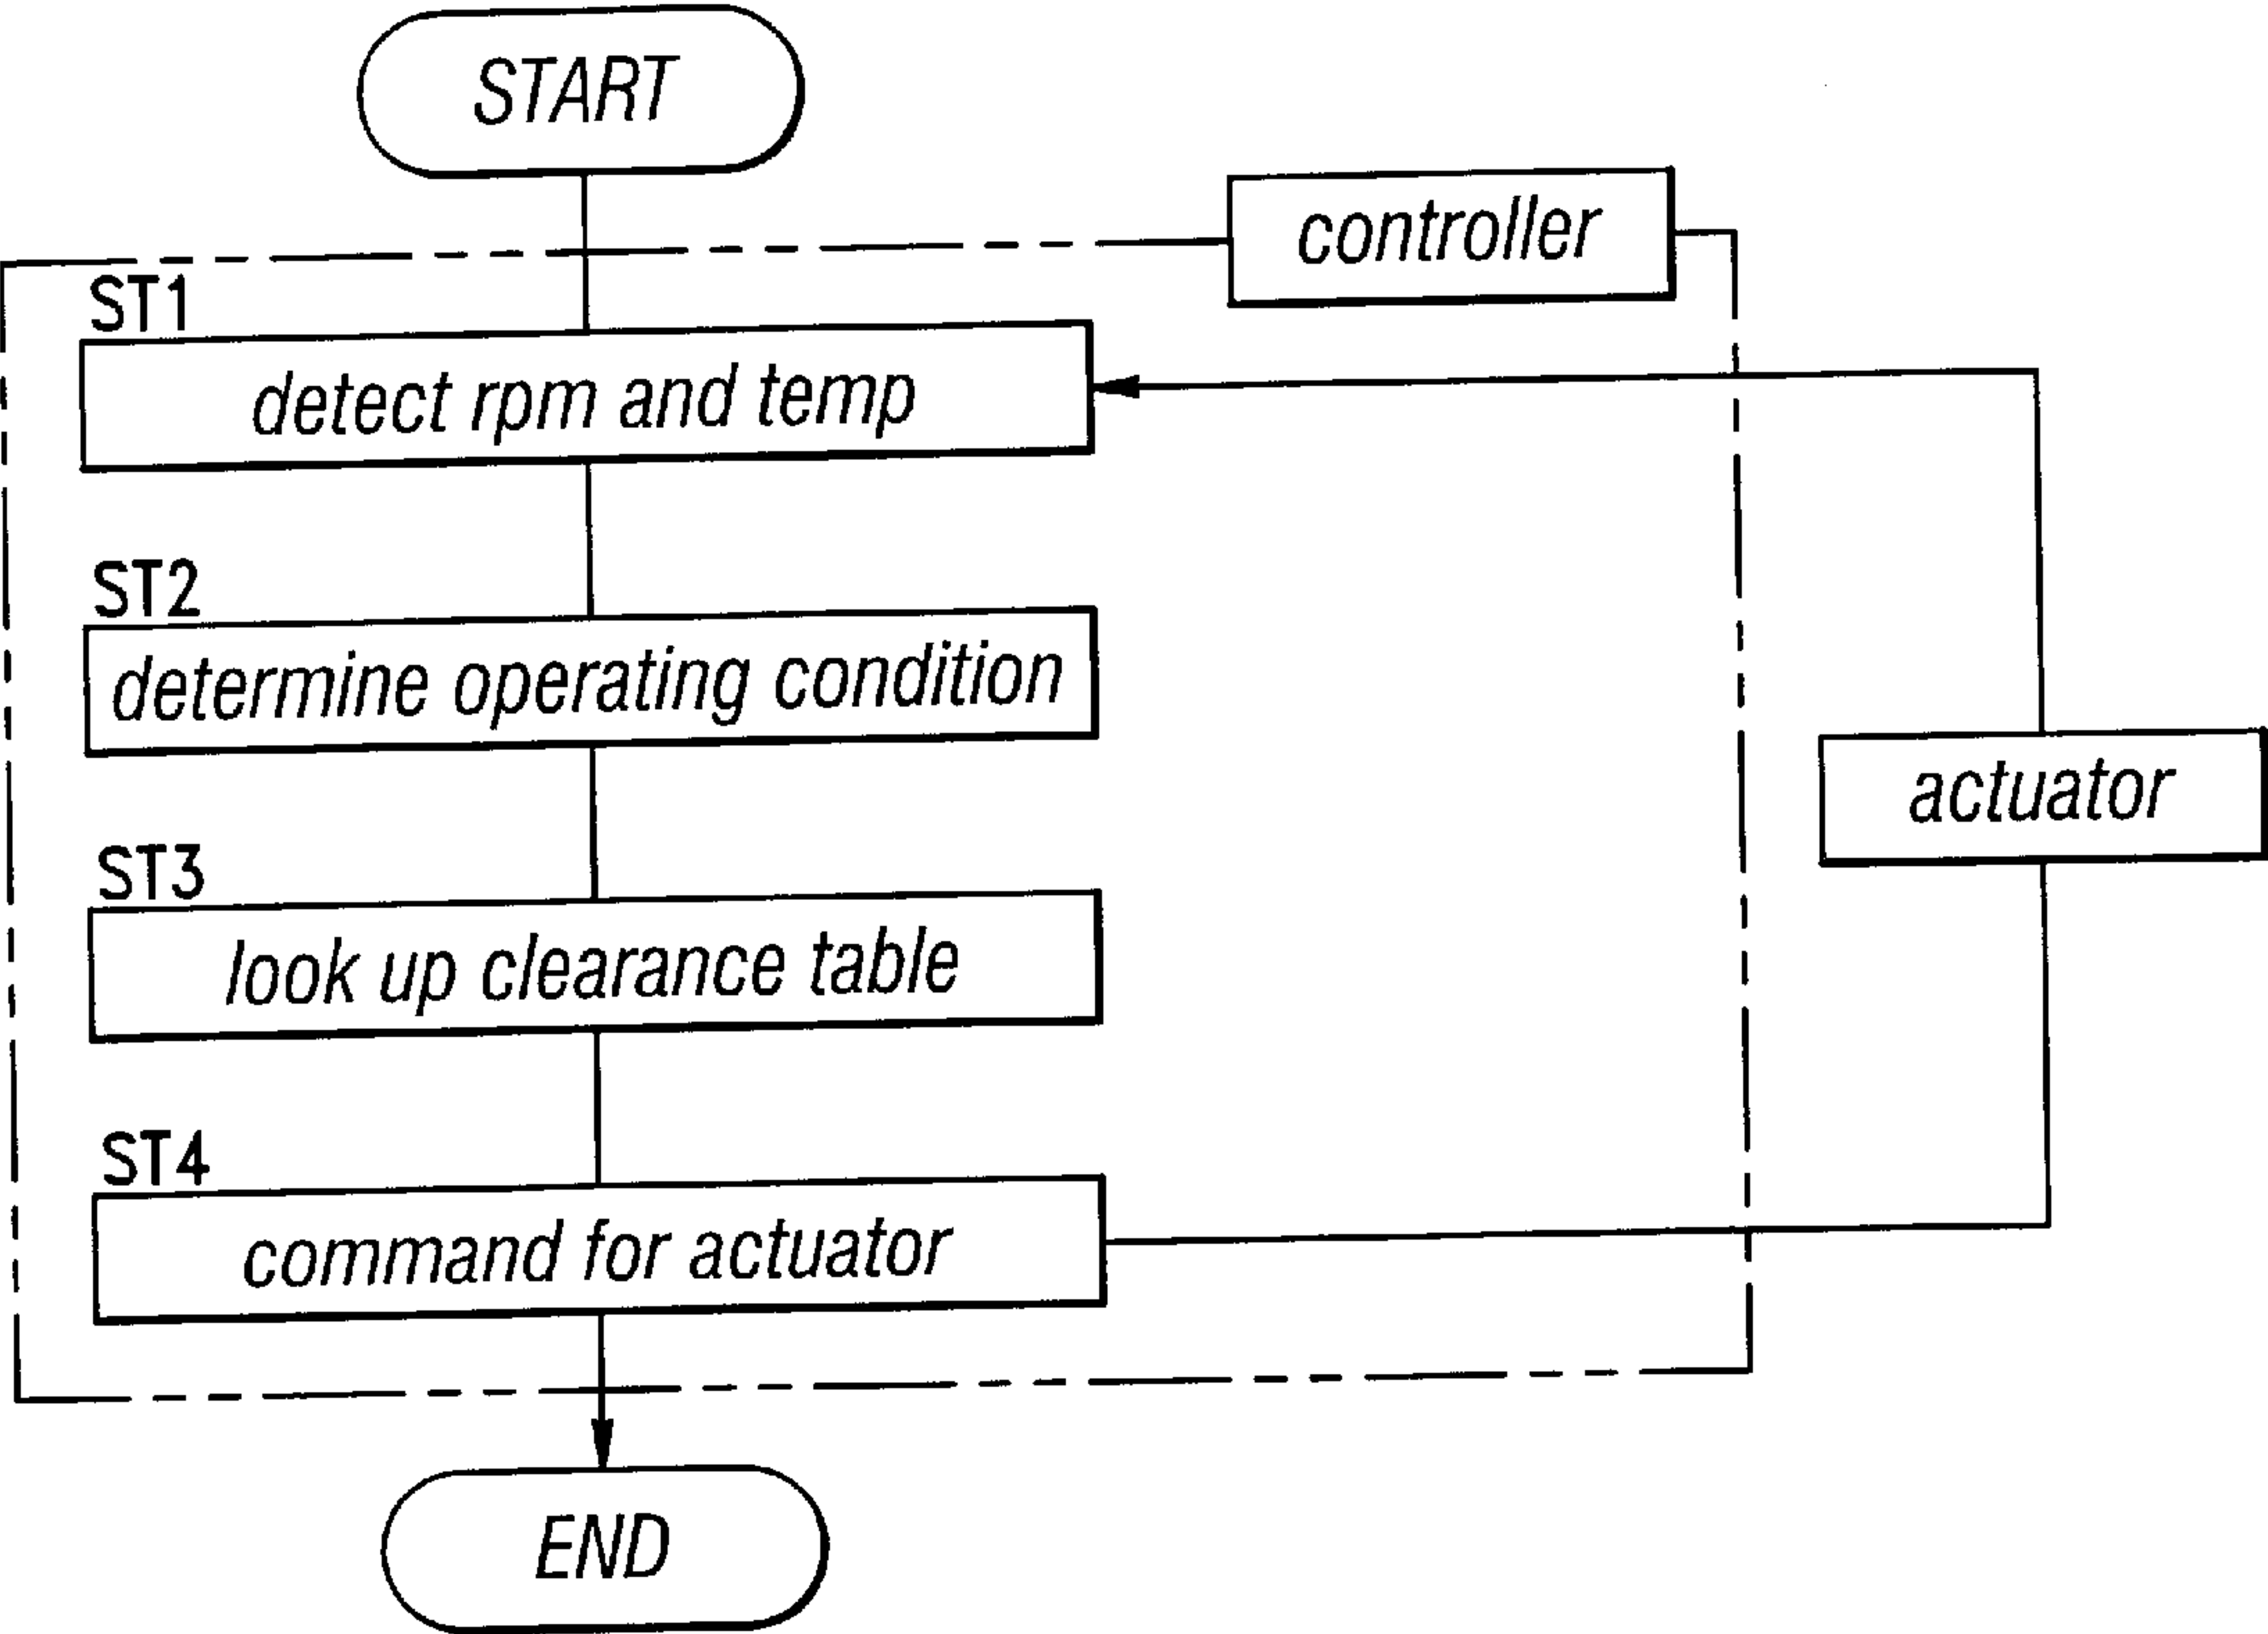 START
controller
ST1
detect rpm and temp
ST2
determine operating condition
actuator
ST3
look up clearance table
ST4
command for actuator
END